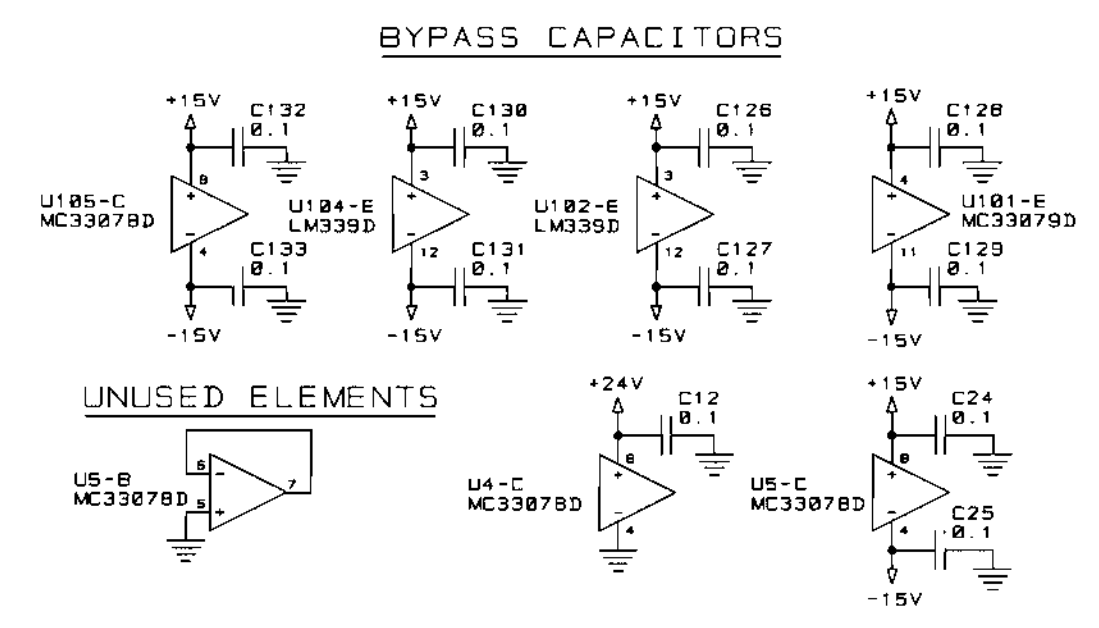 BYPASS CAPACITORS
+15V
C132
0.1
8
U105-C
MC33078D
+
-
4
C133
0.1
-15V
+15V
C130
0.1
3
U104-E
LM339D
+
-
12
C131
0.1
-15V
+15V
C126
0.1
3
U102-E
LM339D
+
-
12
C127
0.1
-15V
+15V
C128
0.1
4
U101-E
MC33079D
+
-
11
C129
0.1
-15V
UNUSED ELEMENTS
U5-B
MC33078D
6
-
5
+
7
+24V
C12
0.1
8
U4-C
MC33078D
+
-
4
+15V
C24
0.1
8
U5-C
MC33078D
+
-
4
C25
0.1
-15V